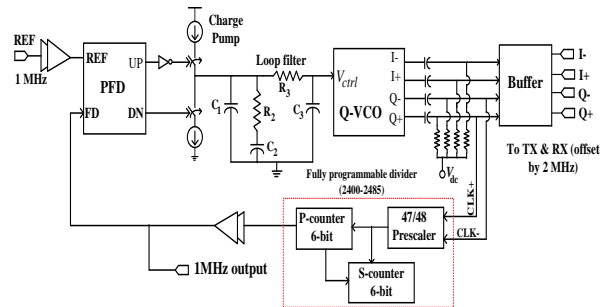 Charge
Pump
REF
1 MHz
REF
UP
PFD
FD
DN
Loop filter
R3
C1
R2
C2
C3
Vctrl
Q-VCO
I-
I+
Q-
Q+
Buffer
I-
I+
Q-
Q+
To TX & RX (offset
by 2 MHz)
Vdc
CLK+
CLK-
Fully programmable divider
(2400-2485)
P-counter
6-bit
47/48
Prescaler
S-counter
6-bit
1MHz output